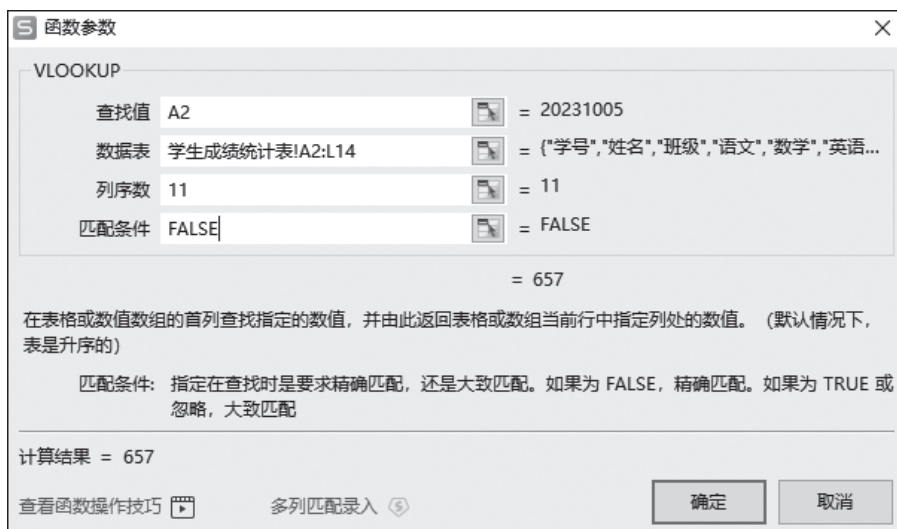 S 函数参数
VLOOKUP
查找值 A2 = 20231005
数据表 学生成绩统计表!A2:L14 = {"学号","姓名","班级","语文","数学","英语...
列序数 11 = 11
匹配条件 FALSE = FALSE
= 657
在表格或数值数组的首列查找指定的数值，并由此返回表格或数组当前行中指定列处的数值。（默认情况下，
表是升序的）
匹配条件: 指定在查找时是要求精确匹配，还是大致匹配。如果为 FALSE，精确匹配。如果为 TRUE 或
忽略，大致匹配
计算结果 = 657
查看函数操作技巧 多列匹配录入 确定 取消